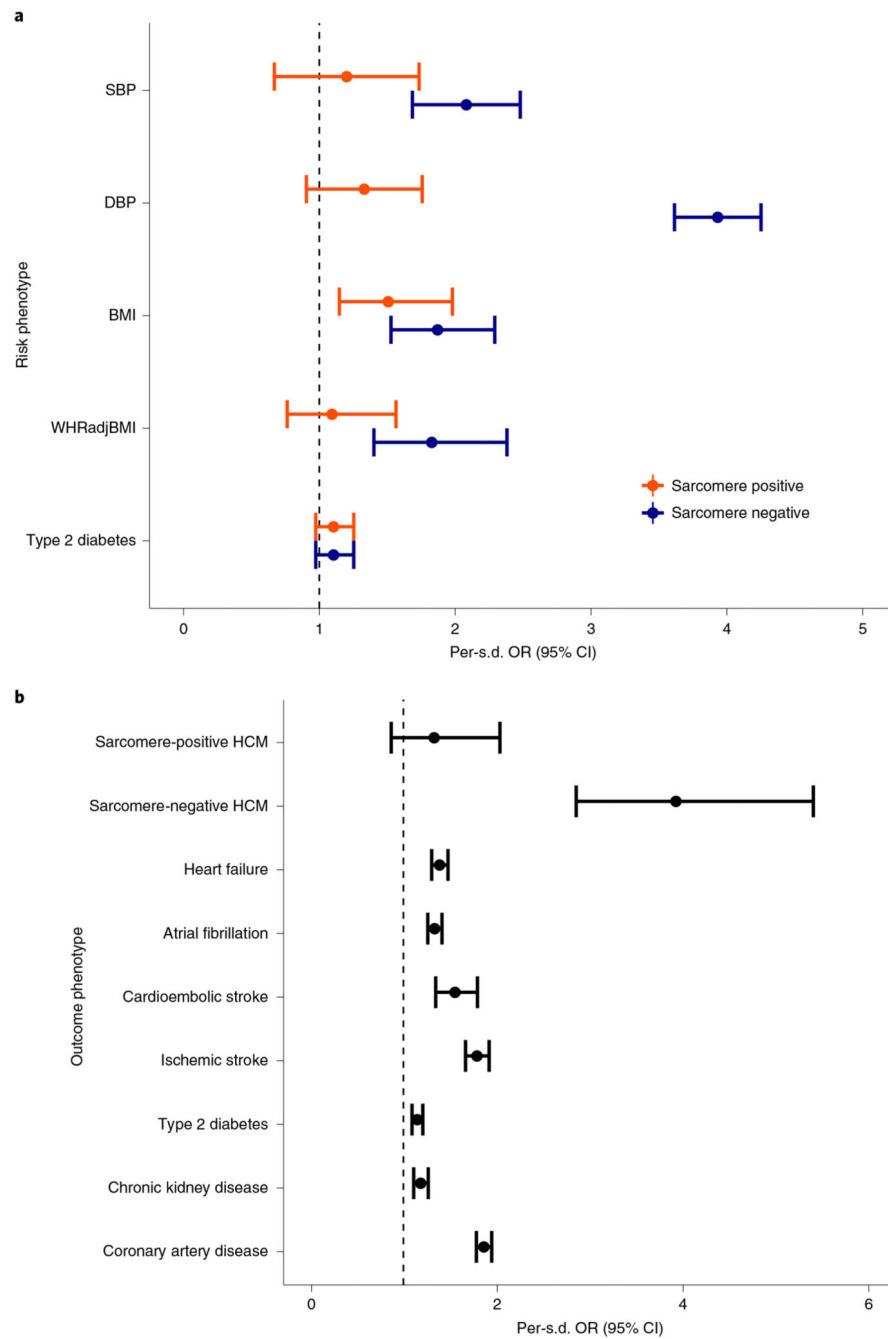 a
Risk phenotype
SBP
DBP
BMI
WHRadjBMI
Type 2 diabetes
Sarcomere positive
Sarcomere negative
0 1 2 3 4 5
Per-s.d. OR (95% CI)
b
Outcome phenotype
Sarcomere-positive HCM
Sarcomere-negative HCM
Heart failure
Atrial fibrillation
Cardioembolic stroke
Ischemic stroke
Type 2 diabetes
Chronic kidney disease
Coronary artery disease
0 2 4 6
Per-s.d. OR (95% CI)